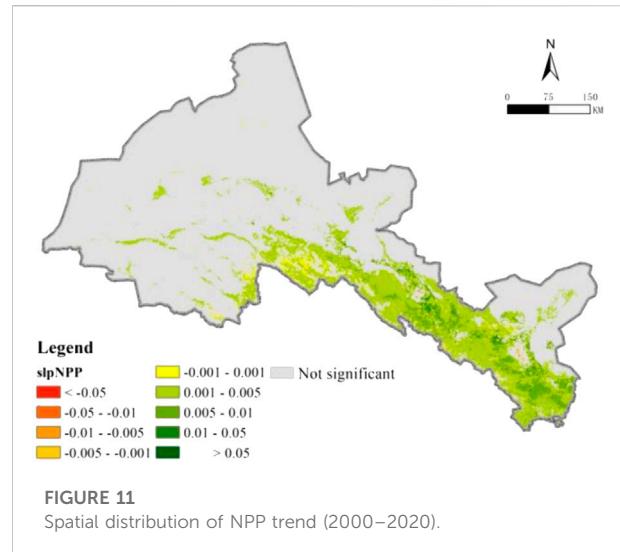 N
0 75 150
KM
Legend
slpNPP
< -0.05
-0.05 - -0.01
-0.01 - -0.005
-0.005 - -0.001
-0.001 - 0.001
0.001 - 0.005
0.005 - 0.01
0.01 - 0.05
> 0.05
Not significant
FIGURE 11
Spatial distribution of NPP trend (2000–2020).